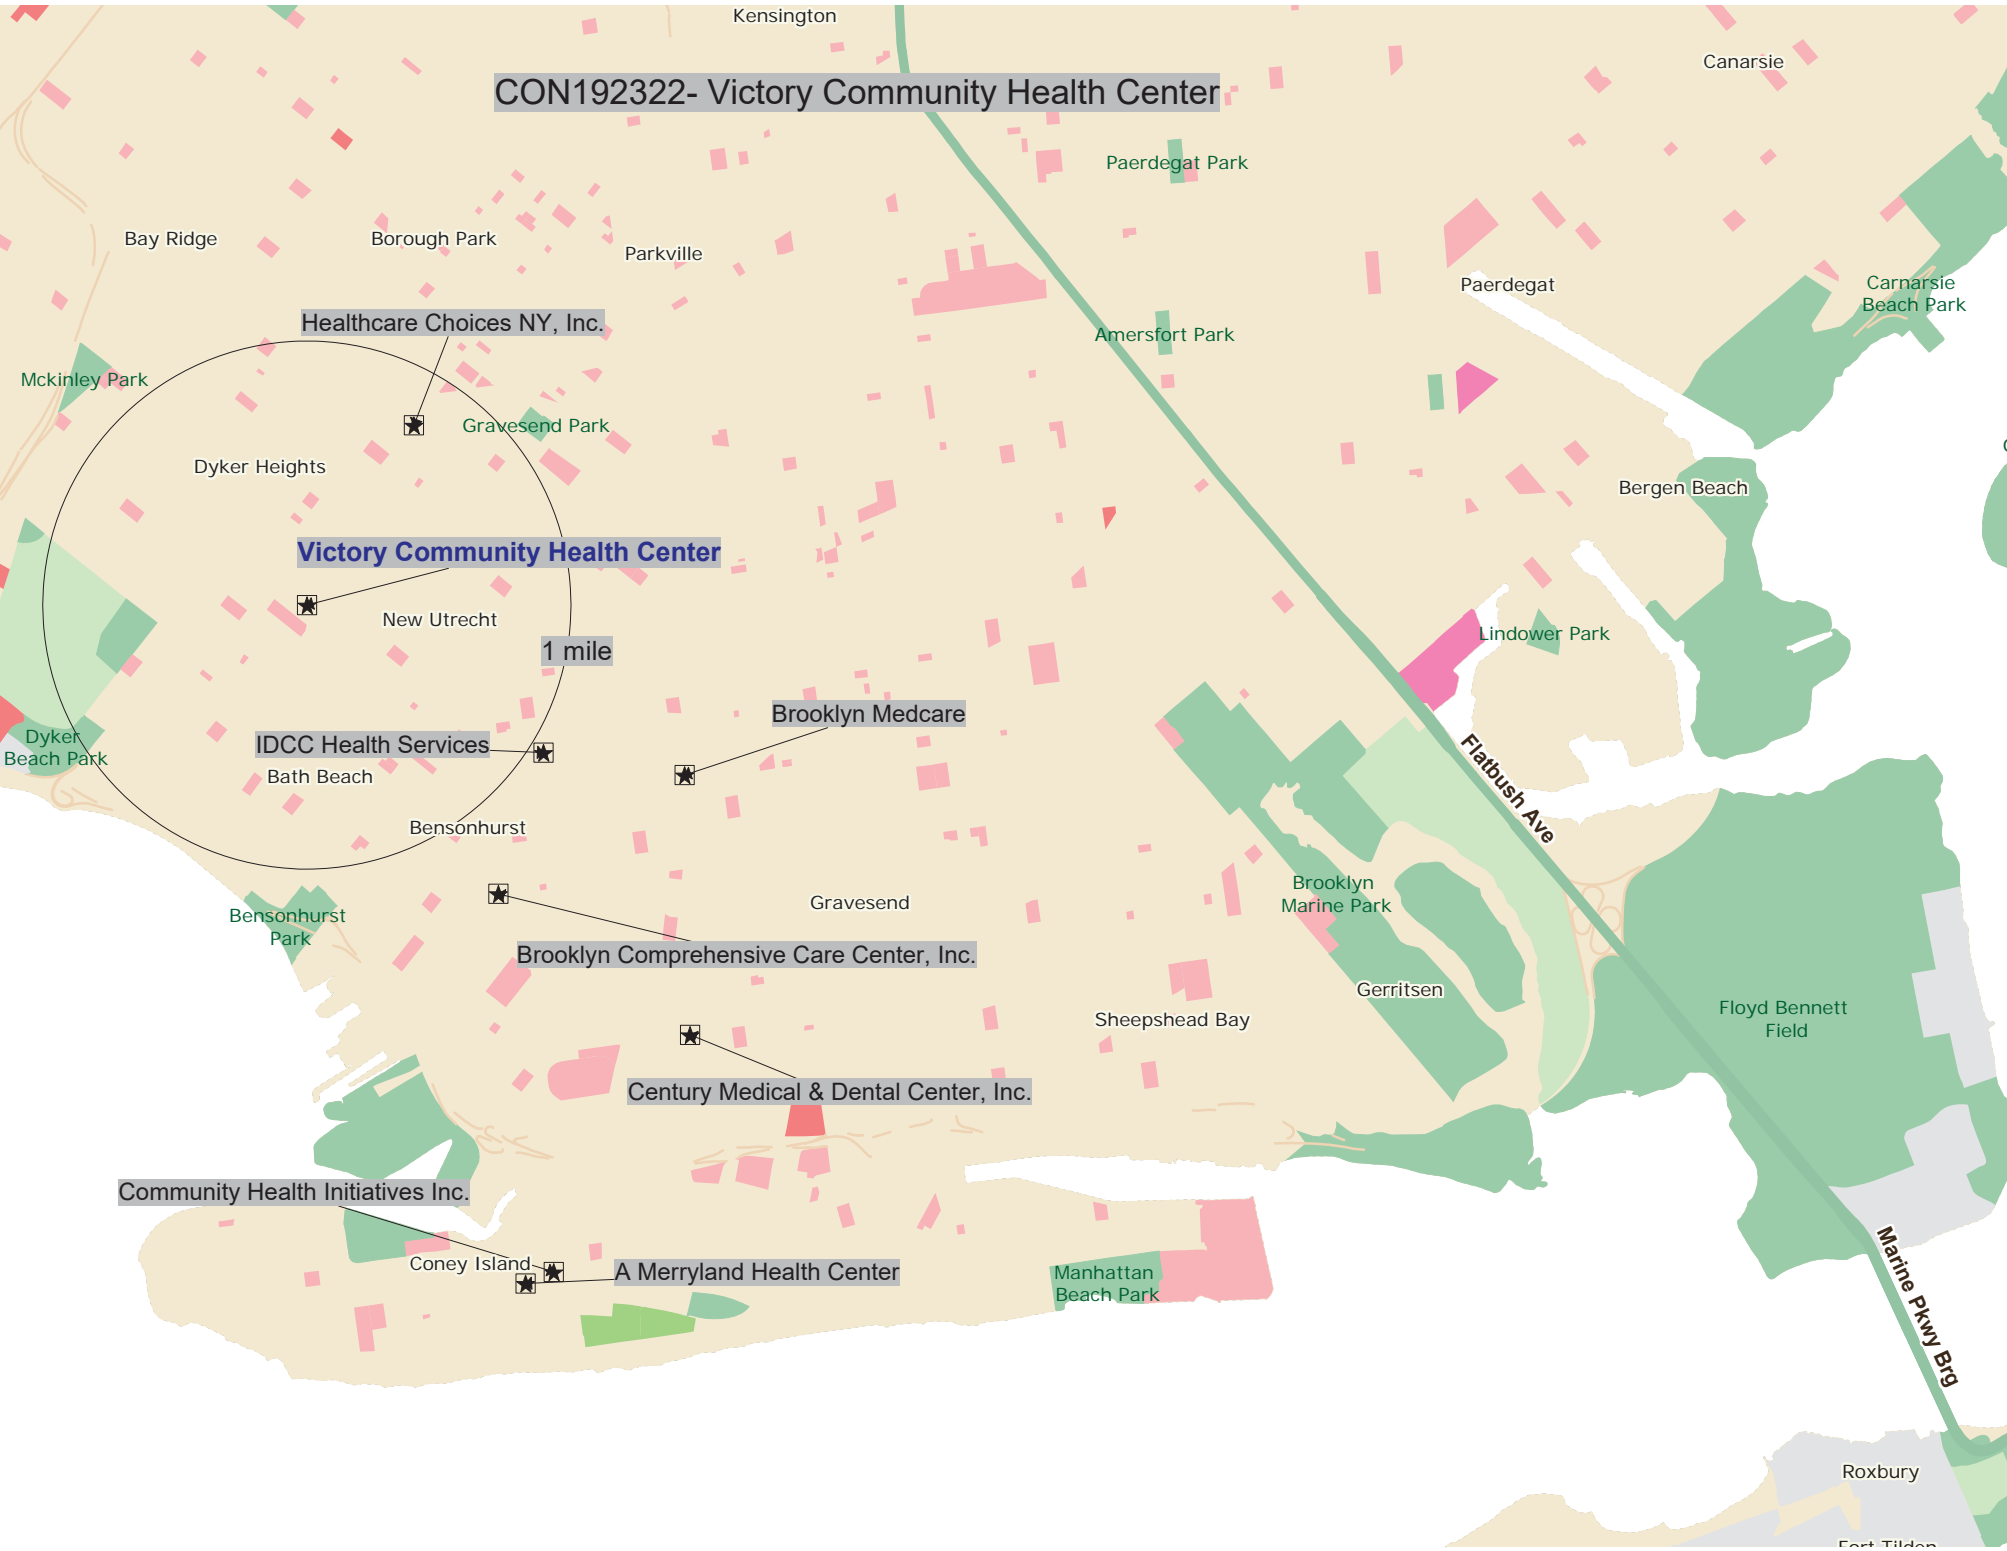 Kensington
Canarsie
CON192322- Victory Community Health Center
Paerdegat Park
Bay Ridge
Borough Park
Parkville
Paerdegat
Carnarsie
Beach Park
Healthcare Choices NY, Inc.
Amersfort Park
Mckinley Park
Gravesend Park
Dyker Heights
Bergen Beach
Victory Community Health Center
New Utrecht
Lindower Park
1 mile
Brooklyn Medcare
Dyker
Beach Park
IDCC Health Services
Bath Beach
Flatbush Ave
Bensonhurst
Brooklyn
Marine Park
Gravesend
Bensonhurst
Park
Brooklyn Comprehensive Care Center, Inc.
Gerritsen
Sheepshead Bay
Floyd Bennett
Field
Century Medical & Dental Center, Inc.
Community Health Initiatives Inc.
Coney Island
A Merryland Health Center
Manhattan
Beach Park
Marine Pkwy Brg
Roxbury
Fort Tilden